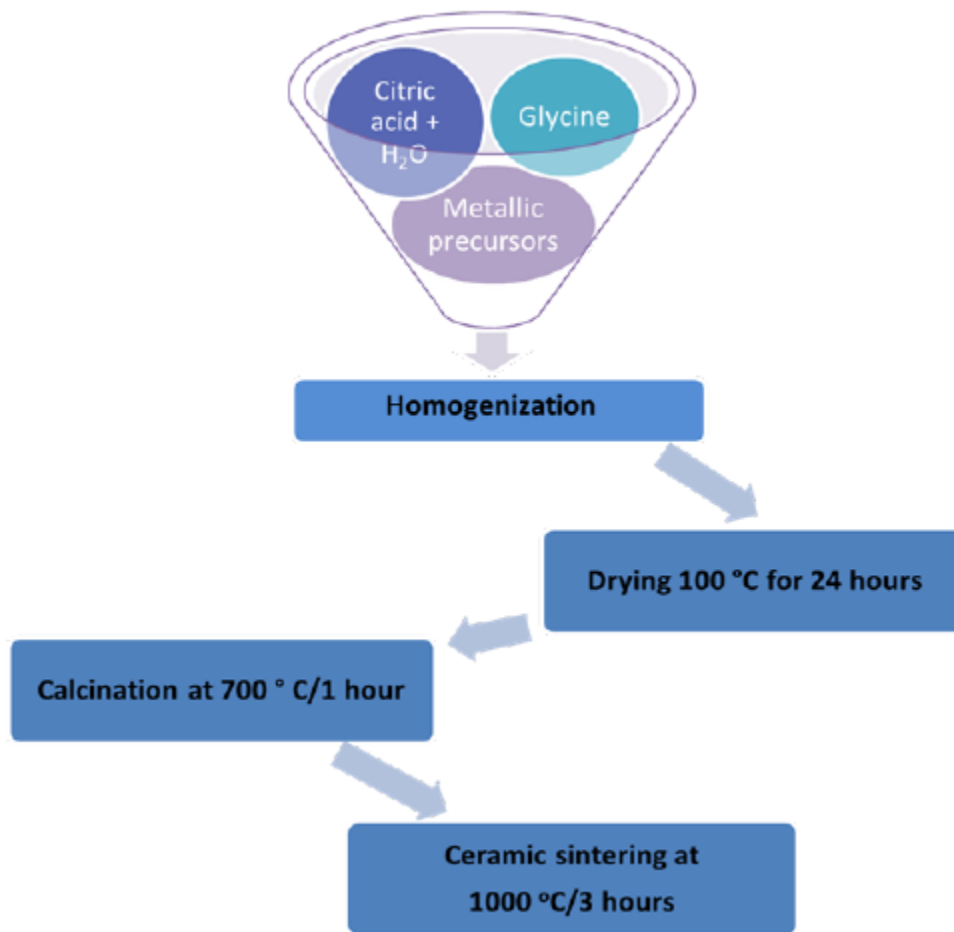 Citric
acid +
H₂O
Glycine
Metallic
precursors
Homogenization
Drying 100 °C for 24 hours
Calcination at 700 ° C/1 hour
Ceramic sintering at
1000 ºC/3 hours